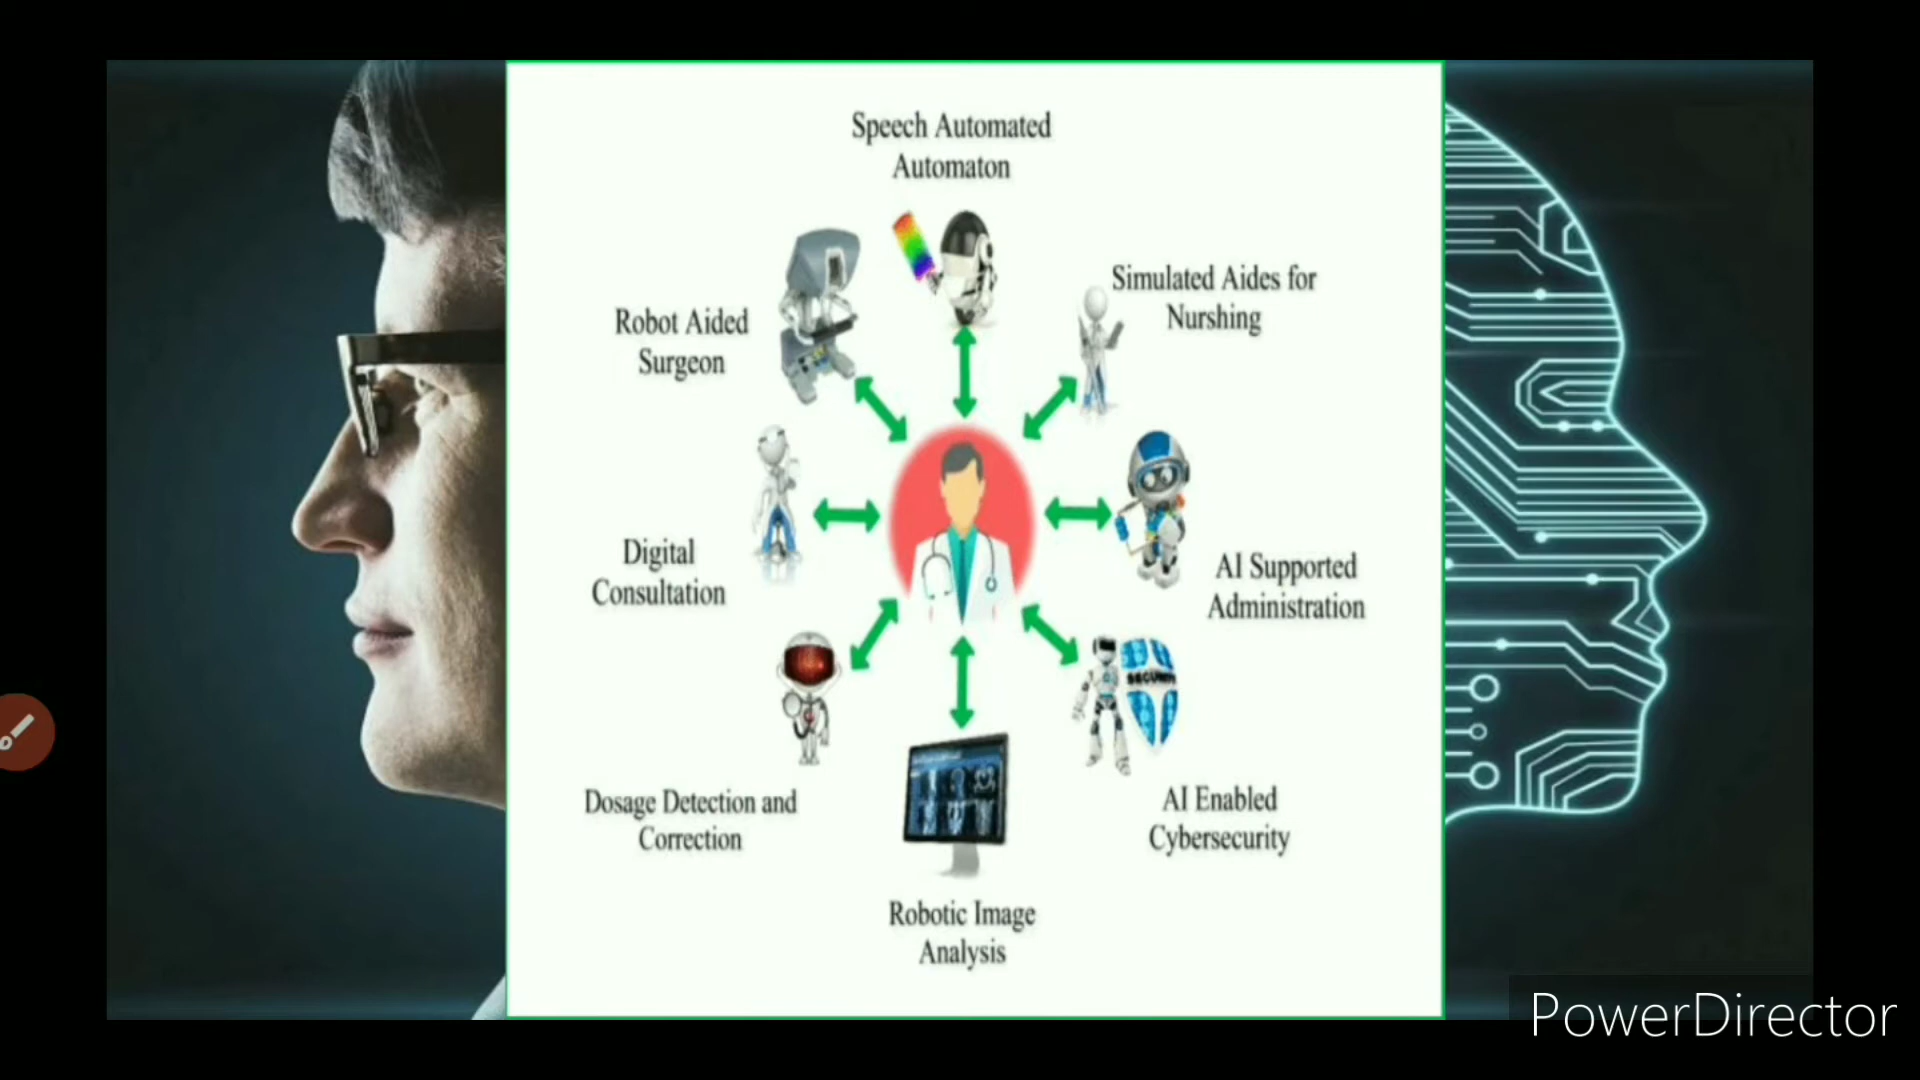 Speech Automated
Automaton
Simulated Aides for
Nurshing
Robot Aided
Surgeon
Digital
Consultation
AI Supported
Administration
SECURITY
Dosage Detection and
Correction
AI Enabled
Cybersecurity
Robotic Image
Analysis
PowerDirector